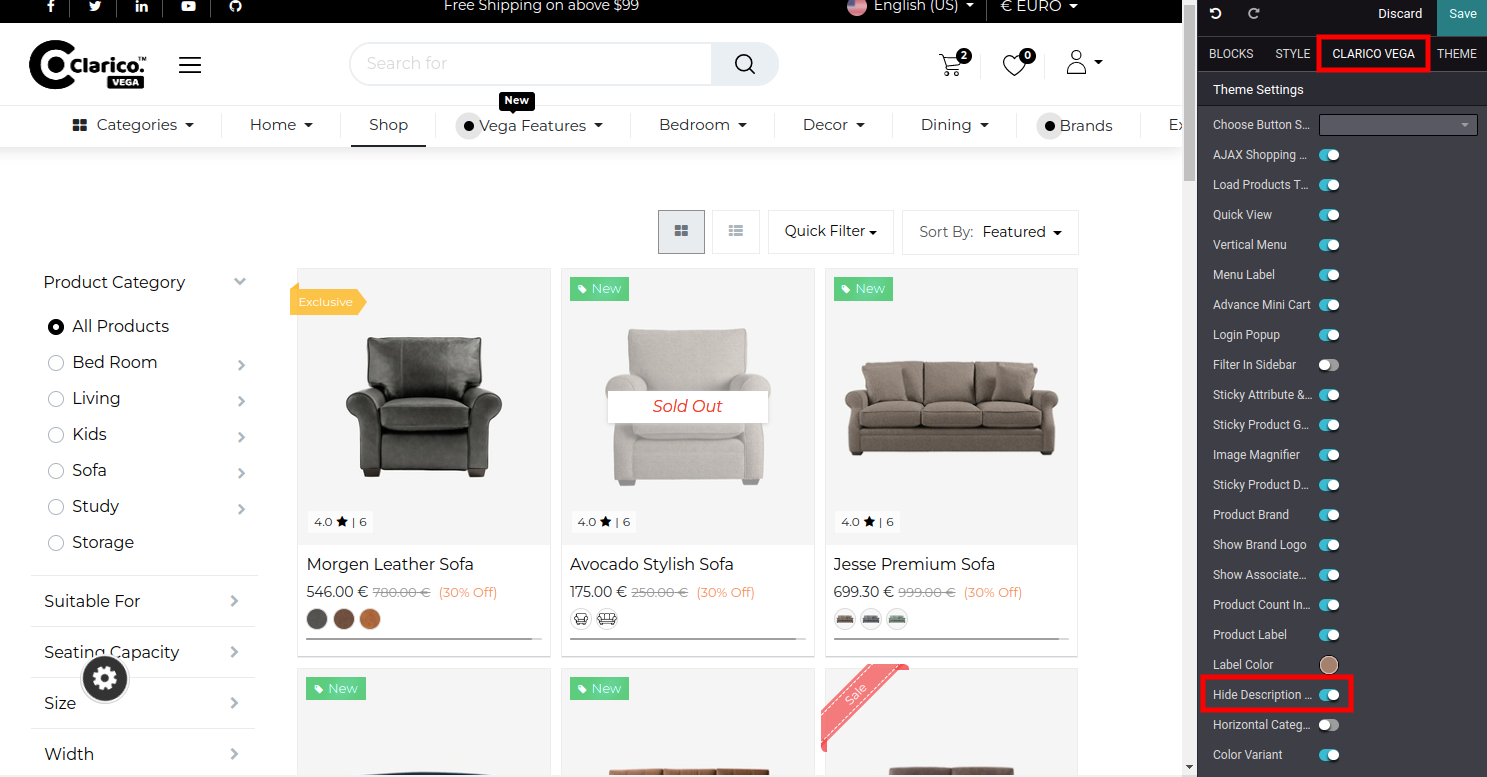 Free Shipping on above $99
English (US)
€ EURO
Discard
Save
Clarico.™
VEGA
Search for
2
0
BLOCKS
STYLE
CLARICO VEGA
THEME
Theme Settings
New
Categories
Home
Shop
Vega Features
Bedroom
Decor
Dining
Brands
Ex
Quick Filter
Sort By: Featured
Product Category
All Products
Bed Room
Living
Kids
Sofa
Study
Storage
Suitable For
Seating Capacity
Size
Width
Exclusive
4.0 ★ | 6
Morgen Leather Sofa
546.00 € 780.00 € (30% Off)
New
Sold Out
4.0 ★ | 6
Avocado Stylish Sofa
175.00 € 250.00 € (30% Off)
New
4.0 ★ | 6
Jesse Premium Sofa
699.30 € 999.00 € (30% Off)
New
New
Sale
Choose Button S...
AJAX Shopping ...
Load Products T...
Quick View
Vertical Menu
Menu Label
Advance Mini Cart
Login Popup
Filter In Sidebar
Sticky Attribute &...
Sticky Product G...
Image Magnifier
Sticky Product D...
Product Brand
Show Brand Logo
Show Associate...
Product Count In...
Product Label
Label Color
Hide Description ...
Horizontal Categ...
Color Variant